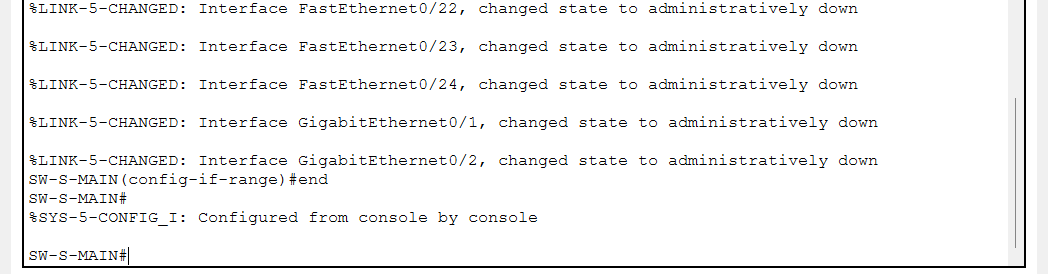 %LINK-5-CHANGED: Interface FastEthernet0/22, changed state to administratively down
%LINK-5-CHANGED: Interface FastEthernet0/23, changed state to administratively down
%LINK-5-CHANGED: Interface FastEthernet0/24, changed state to administratively down
%LINK-5-CHANGED: Interface GigabitEthernet0/1, changed state to administratively down
%LINK-5-CHANGED: Interface GigabitEthernet0/2, changed state to administratively down
SW-S-MAIN(config-if-range)#end
SW-S-MAIN#
%SYS-5-CONFIG_I: Configured from console by console
SW-S-MAIN#